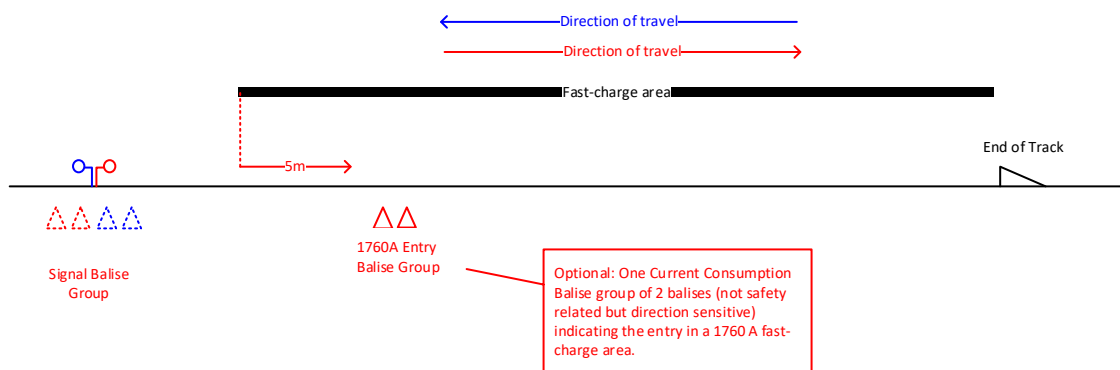 Direction of travel
Direction of travel
Fast-charge area
5m
End of Track
1760A Entry
Balise Group
Signal Balise
Group
Optional: One Current Consumption
Balise group of 2 balises (not safety
related but direction sensitive)
indicating the entry in a 1760 A fast-
charge area.